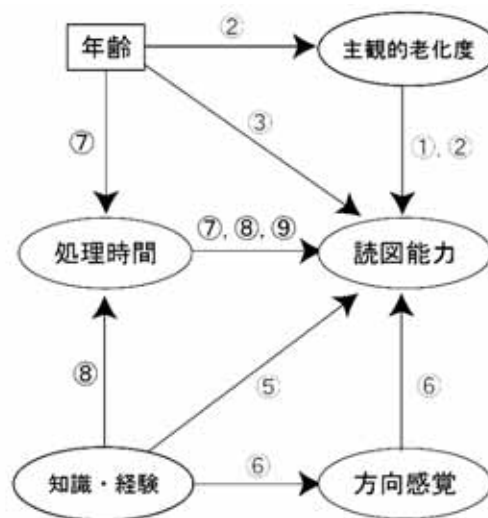 年齢
②
主観的老化度
③
⑦
①, ②
処理時間
⑦, ⑧, ⑨
読図能力
⑧
⑤
⑥
知識・経験
⑥
方向感覚